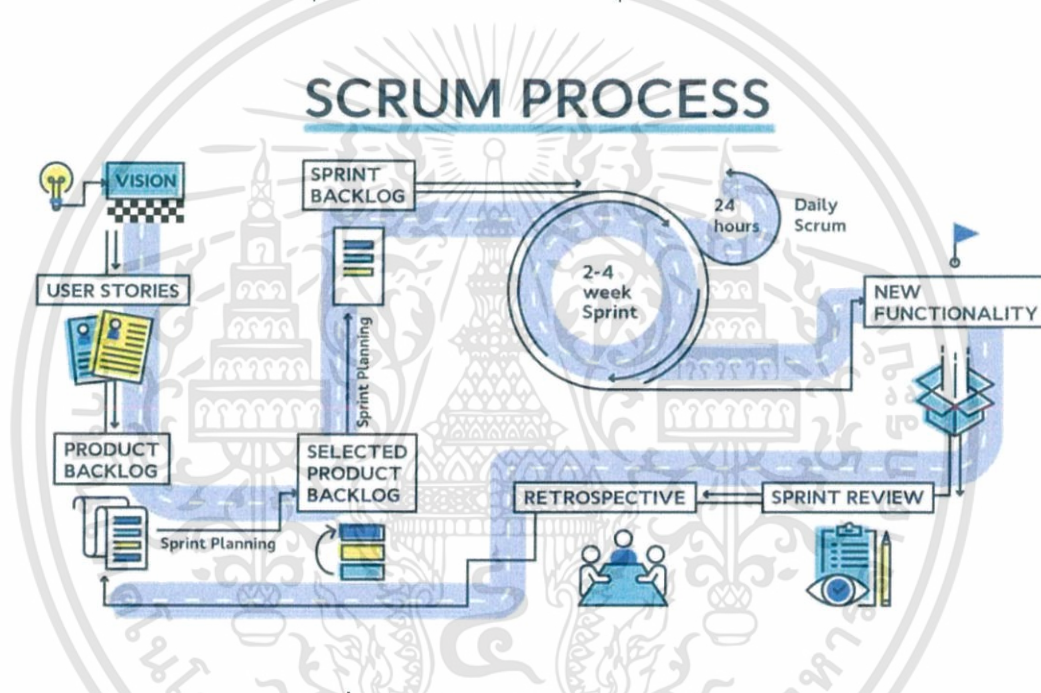 SCRUM PROCESS
VISION
USER STORIES
PRODUCT
BACKLOG
Sprint Planning
SELECTED
PRODUCT
BACKLOG
Sprint Planning
SPRINT
BACKLOG
2-4
week
Sprint
24
hours
Daily
Scrum
NEW
FUNCTIONALITY
SPRINT REVIEW
RETROSPECTIVE